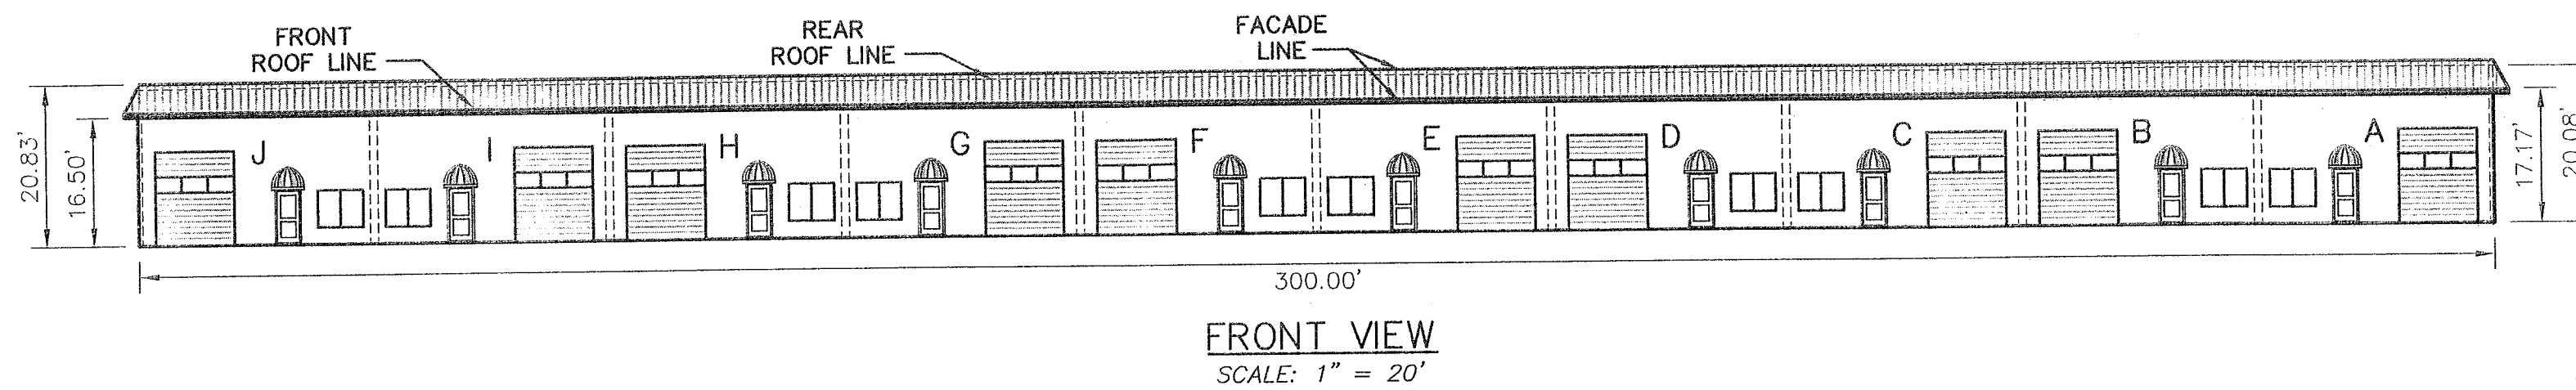 FRONT
ROOF LINE
REAR
ROOF LINE
FACADE
LINE
20.83'
16.50'
J
I
H
G
F
E
D
C
B
A
17.17'
20.08'
300.00'
FRONT VIEW
SCALE: 1" = 20'